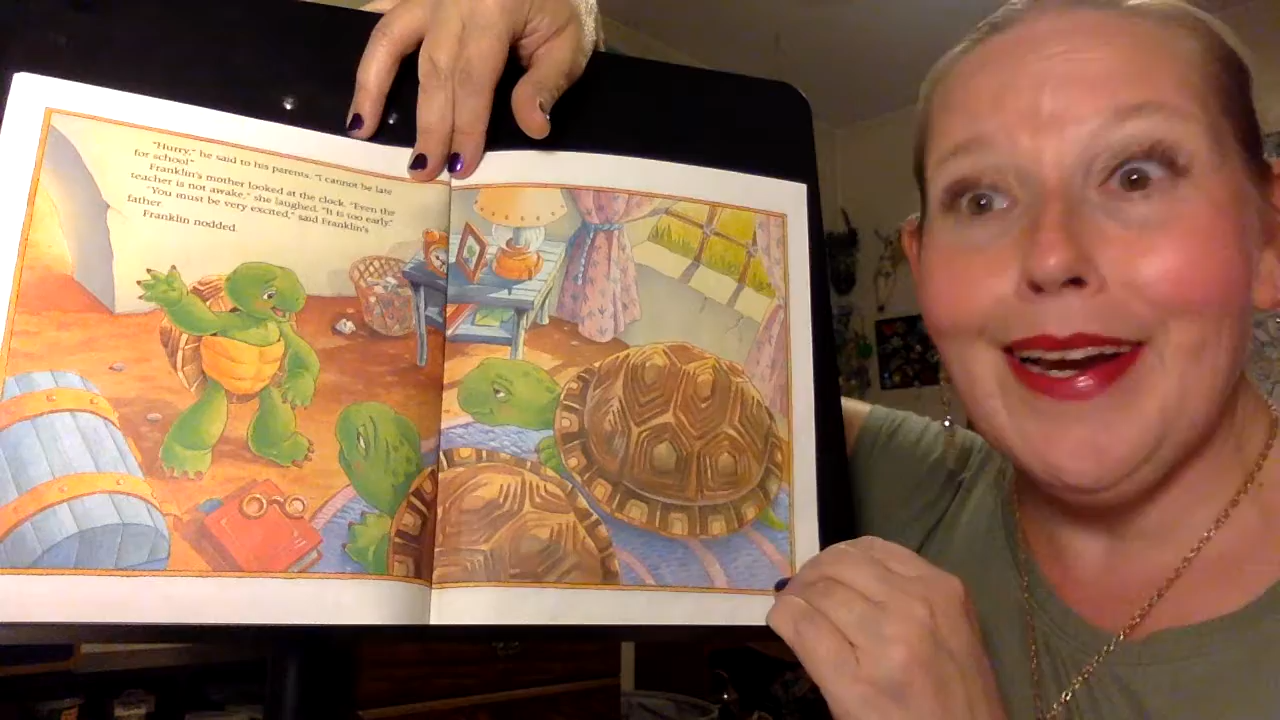 "Hurry," he said to his parents. "I cannot be late
for school!"
Franklin's mother looked at the clock. "Even the
teacher is not awake," she laughed. "It is too early."
"You must be very excited," said Franklin's
father.
Franklin nodded.